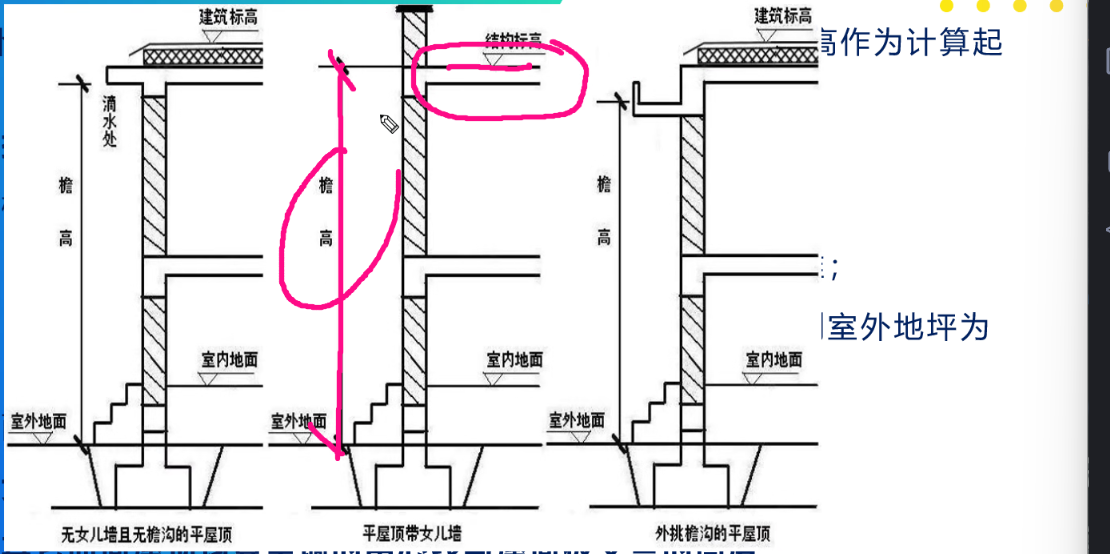 建筑标高
滴水处
檐高
室内地面
室外地面
无女儿墙且无檐沟的平屋顶
结构标高
檐高
室内地面
室外地面
平屋顶带女儿墙
建筑标高
檐高
室内地面
室外地面
外挑檐沟的平屋顶
高作为计算起
;
室外地坪为